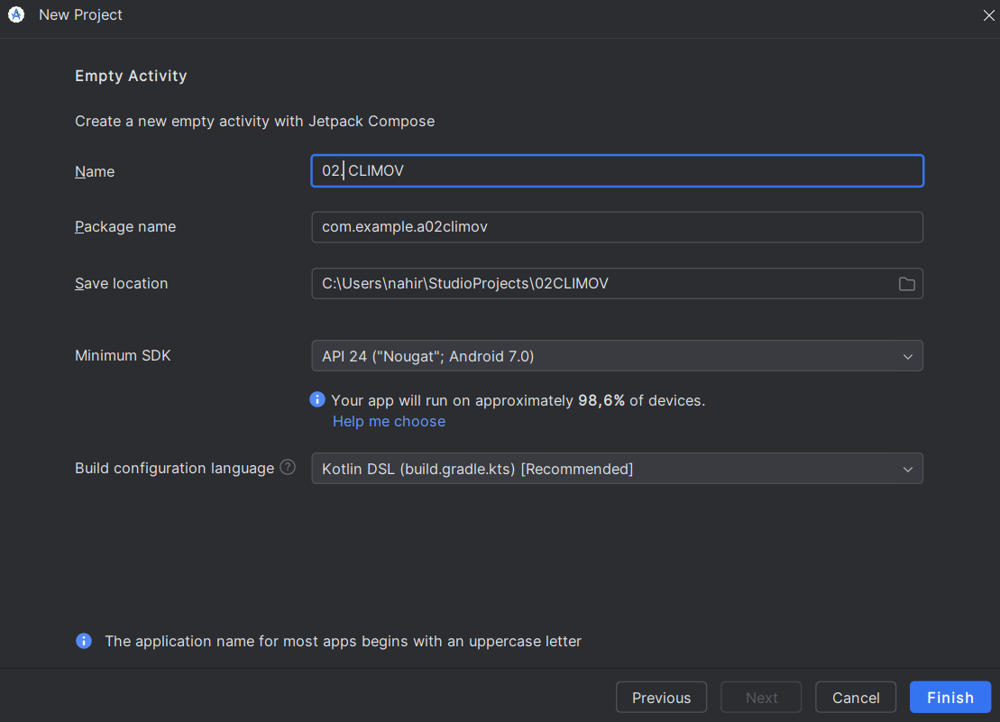 New Project
Empty Activity
Create a new empty activity with Jetpack Compose
Name
02. CLIMOV
Package name
com.example.a02climov
Save location
C:\Users\nahir\StudioProjects\02CLIMOV
Minimum SDK
API 24 ("Nougat"; Android 7.0)
Your app will run on approximately 98,6% of devices.
Help me choose
Build configuration language ?
Kotlin DSL (build.gradle.kts) [Recommended]
The application name for most apps begins with an uppercase letter
Previous Next Cancel Finish